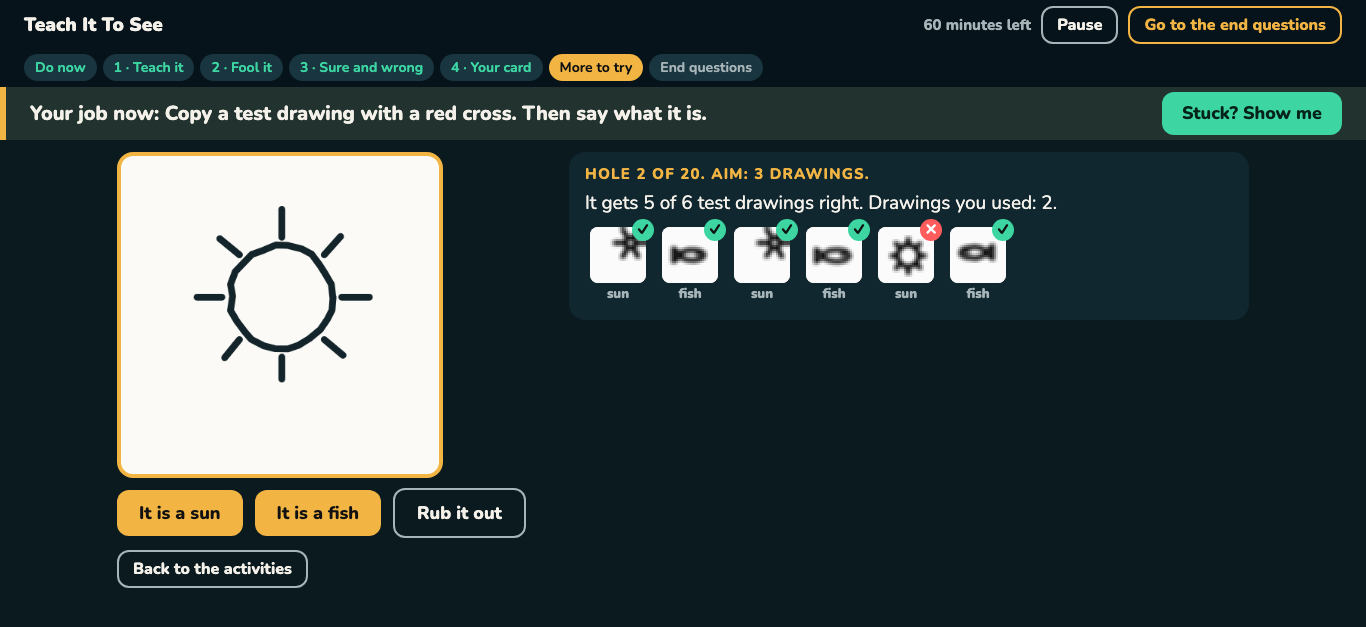 Teach It To See
60 minutes left
Pause
Go to the end questions
Do now
1 · Teach it
2 · Fool it
3 · Sure and wrong
4 · Your card
More to try
End questions
Your job now: Copy a test drawing with a red cross. Then say what it is.
Stuck? Show me
HOLE 2 OF 20. AIM: 3 DRAWINGS.
It gets 5 of 6 test drawings right. Drawings you used: 2.
sun fish sun fish sun fish
It is a sun
It is a fish
Rub it out
Back to the activities